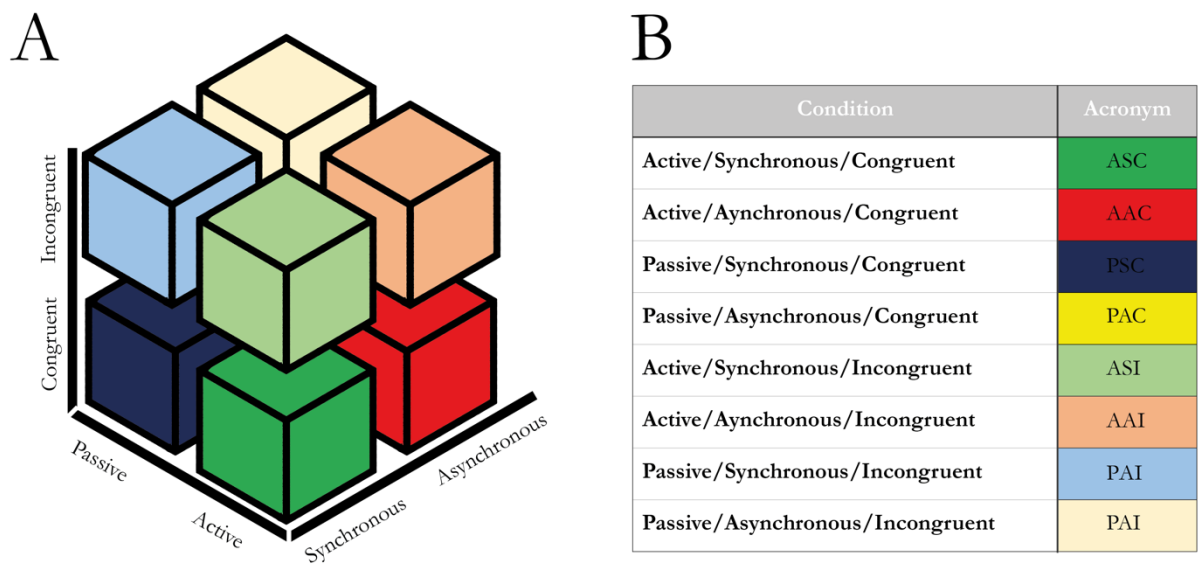 A
Incongruent
Congruent
Passive
Active
Synchronous
Asynchronous
B
Condition Acronym
Active/Synchronous/Congruent ASC
Active/Aynchronous/Congruent AAC
Passive/Synchronous/Congruent PSC
Passive/Asynchronous/Congruent PAC
Active/Synchronous/Incongruent ASI
Active/Aynchronous/Incongruent AAI
Passive/Synchronous/Incongruent PAI
Passive/Asynchronous/Incongruent PAI